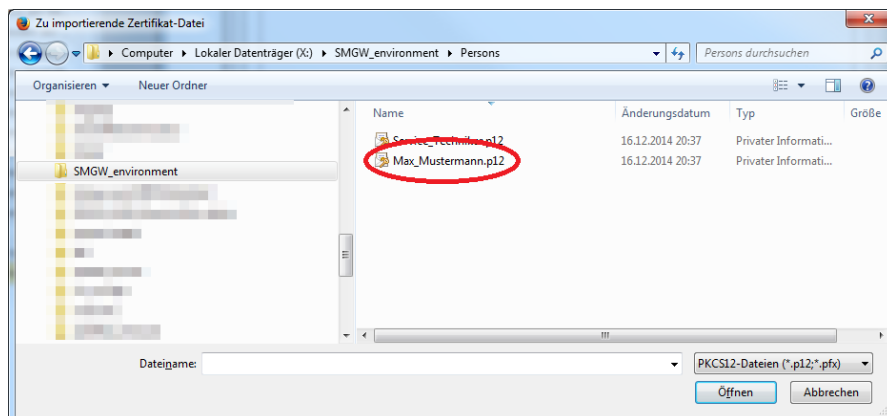 Zu importierende Zertifikat-Datei
Computer Lokaler Datenträger (X:) SMGW_environment Persons
Persons durchsuchen
Organisieren Neuer Ordner
Name Änderungsdatum Typ Größe
Service_Techniker.p12 16.12.2014 20:37 Privater Informati...
Max_Mustermann.p12 16.12.2014 20:37 Privater Informati...
SMGW_environment
Dateiname:
PKCS12-Dateien (*.p12;*.pfx)
Öffnen Abbrechen